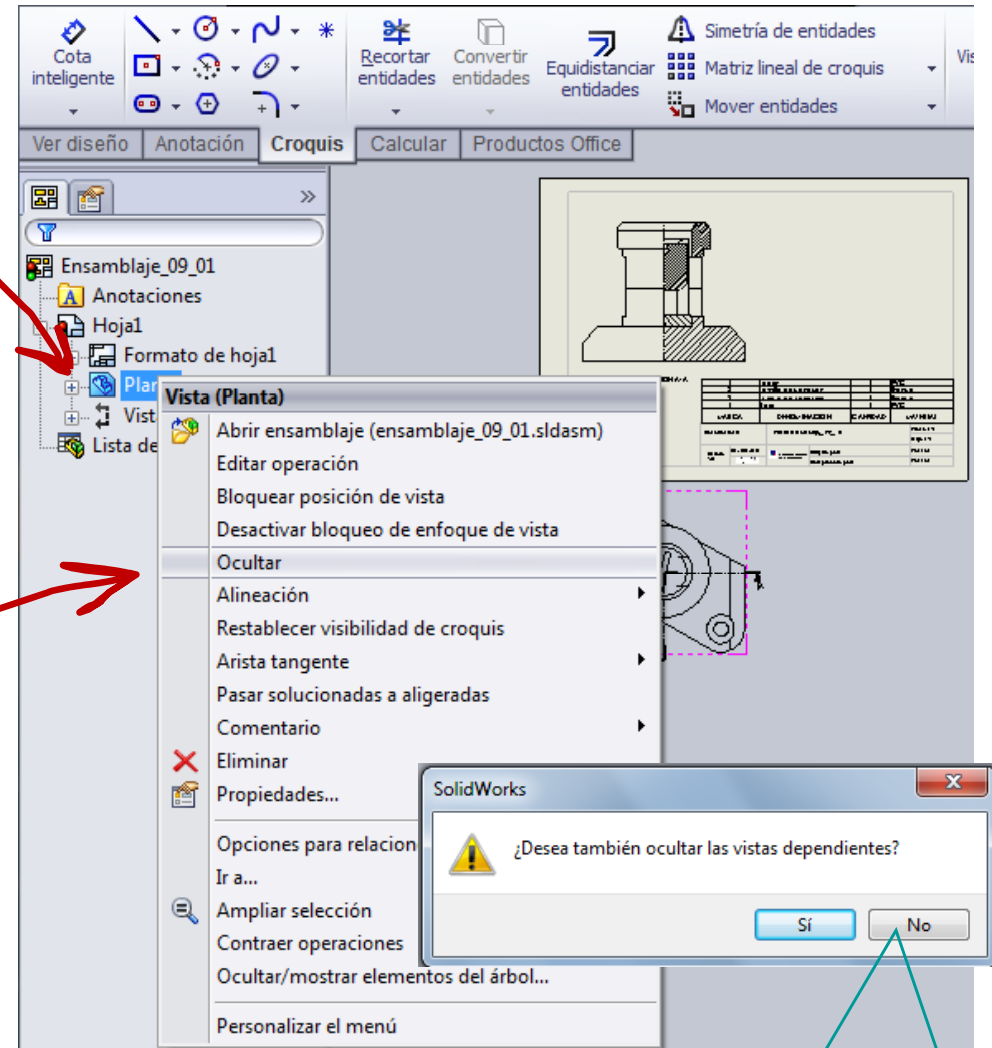 Cota inteligente
Recortar entidades
Convertir entidades
Equidistanciar entidades
Simetría de entidades
Matriz lineal de croquis
Mover entidades
Ver diseño
Anotación
Croquis
Calcular
Productos Office
Ensamblaje_09_01
Anotaciones
Hoja1
Formato de hoja1
Lista de
Vista (Planta)
Abrir ensamblaje (ensamblaje_09_01.sldasm)
Editar operación
Bloquear posición de vista
Desactivar bloqueo de enfoque de vista
Ocultar
Alineación
Restablecer visibilidad de croquis
Arista tangente
Pasar solucionadas a aligeradas
Comentario
Eliminar
Propiedades...
Opciones para
Ir a...
Ampliar selección
Contraer operaciones
Ocultar/mostrar elementos del árbol...
Personalizar el menú
SolidWorks
¿Desea también ocultar las vistas dependientes?
Sí
No
MARCA
DENOMINACIÓN
CANTIDAD